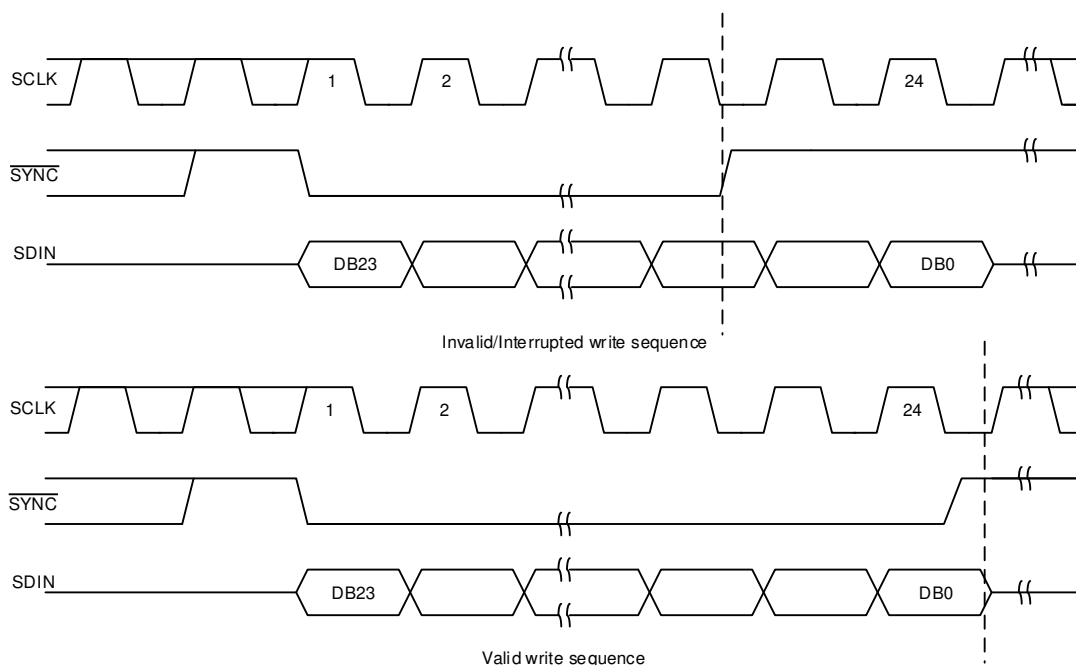 SCLK 1 2 24
SYNC
SDIN DB23 DB0
Invalid/Interrupted write sequence
SCLK 1 2 24
SYNC
SDIN DB23 DB0
Valid write sequence